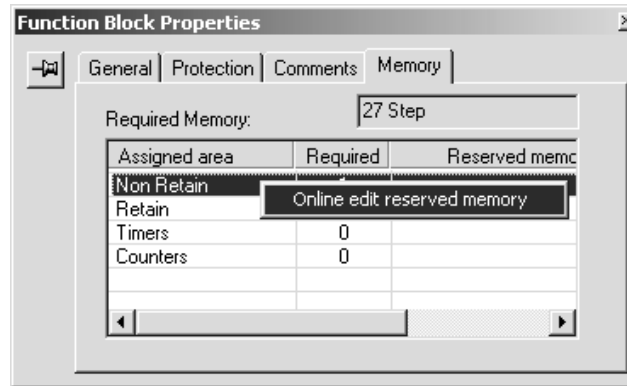 Function Block Properties
General Protection Comments Memory
Required Memory: 27 Step
Assigned area Required Reserved memo
Non Retain
Online edit reserved memory
Retain
Timers 0
Counters 0